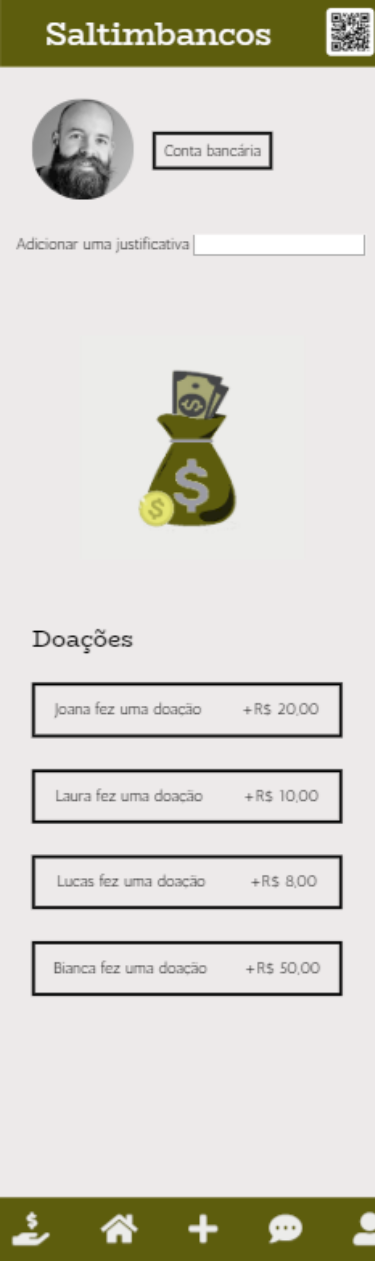 Saltimbancos
Conta bancária
Adicionar uma justificativa
$
$
$
Doações
Joana fez uma doação +R$ 20,00
Laura fez uma doação +R$ 10,00
Lucas fez uma doação +R$ 8,00
Bianca fez uma doação +R$ 50,00
$